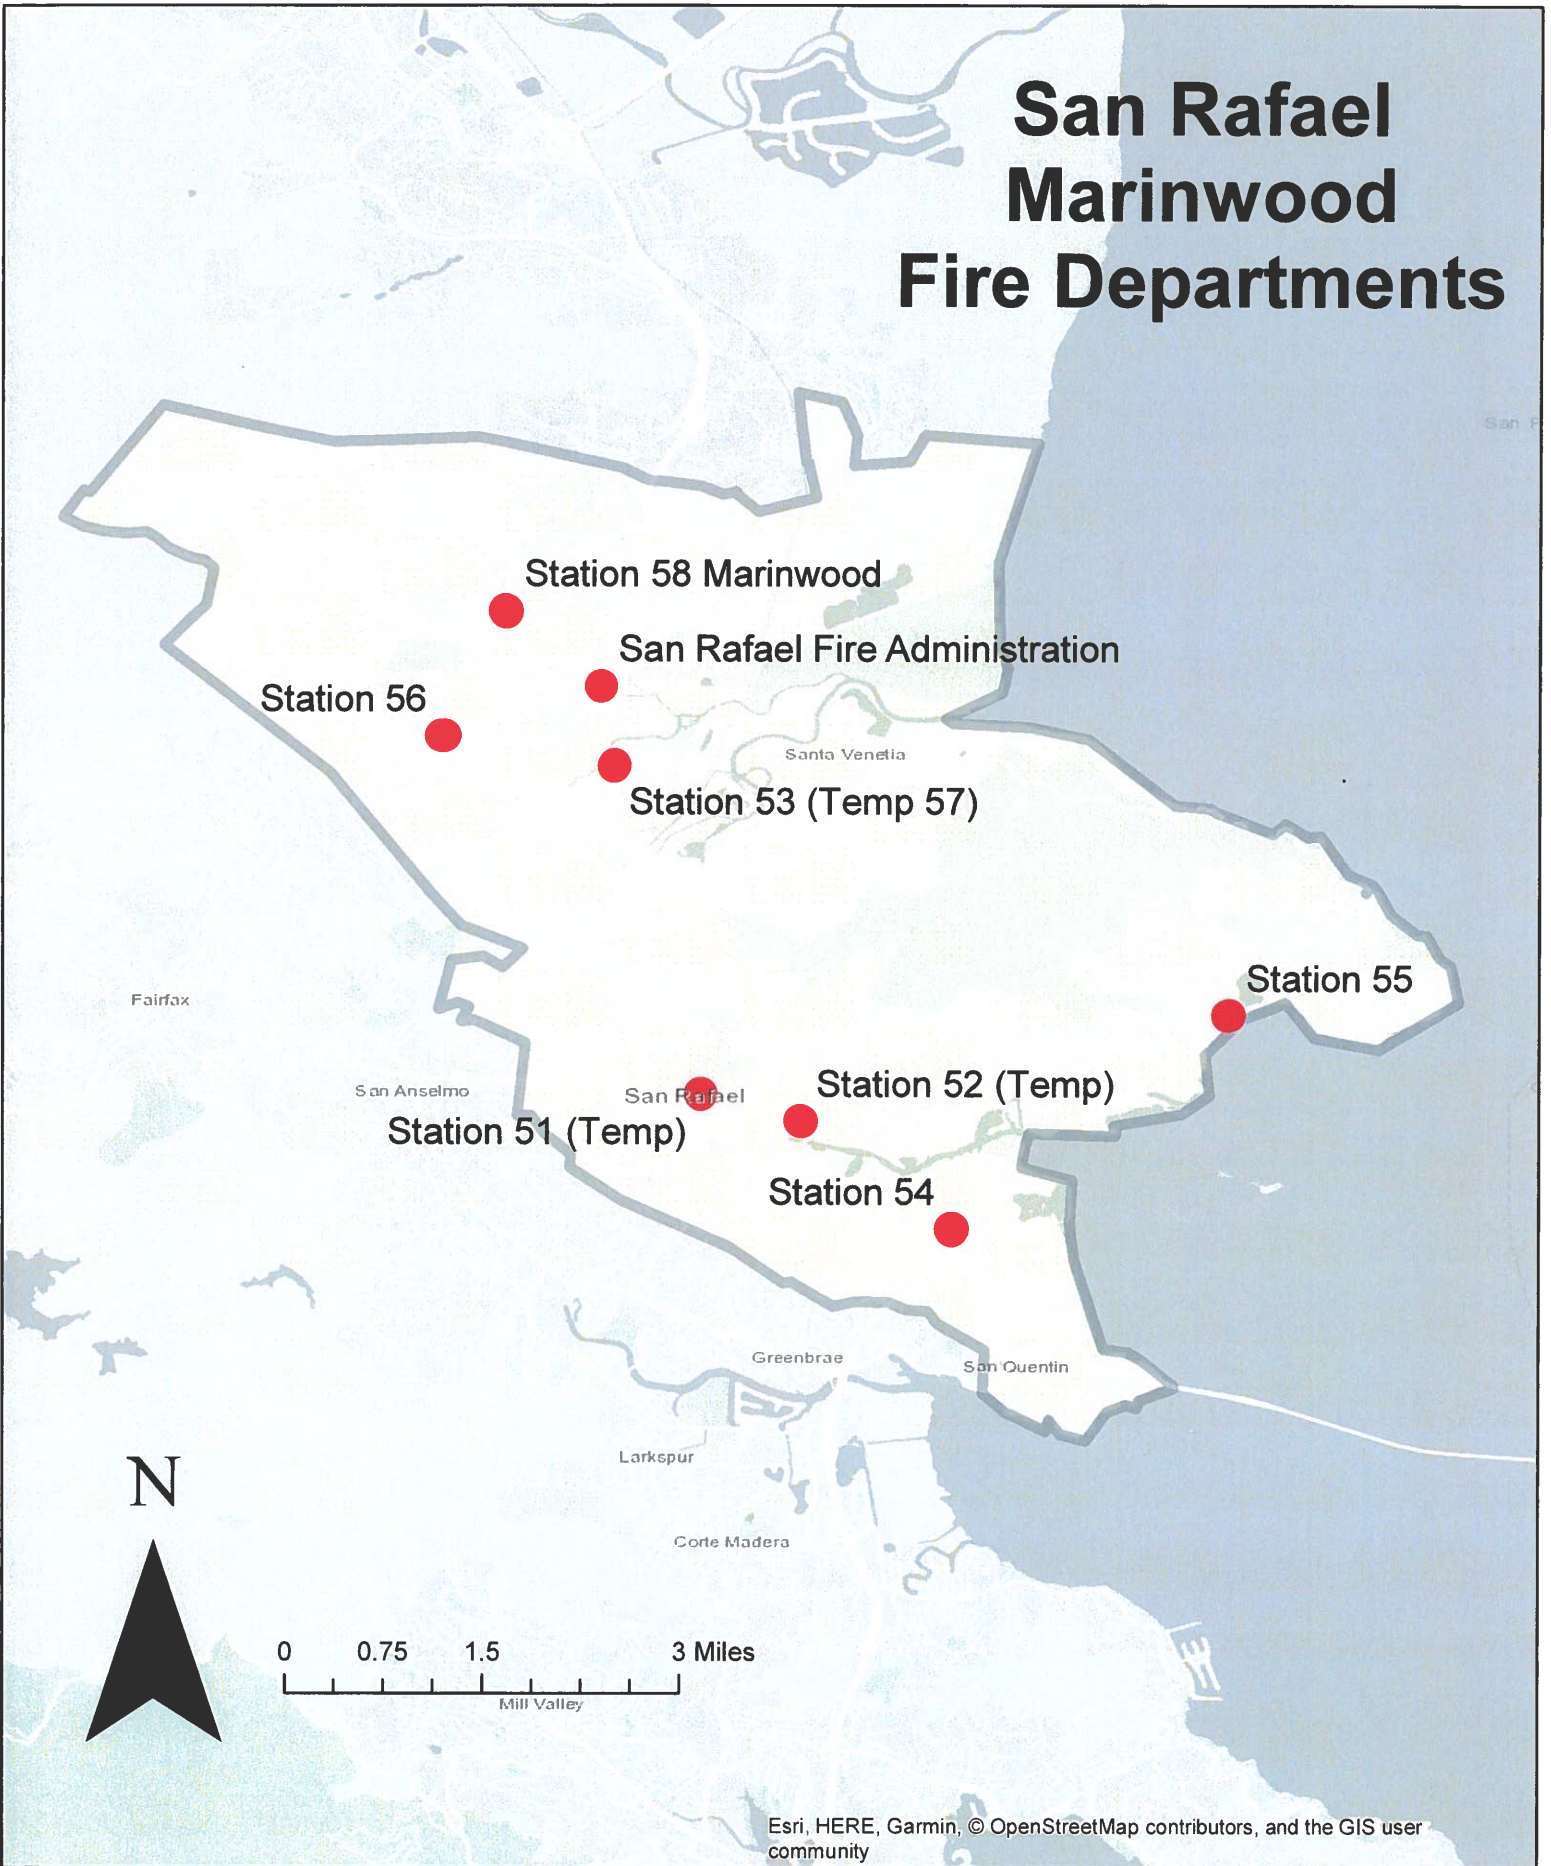 San Rafael
Marinwood
Fire Departments
San F
Station 58 Marinwood
San Rafael Fire Administration
Station 56
Santa Venetia
Station 53 (Temp 57)
Station 55
Fairfax
San Anselmo
San Rafael
Station 52 (Temp)
Station 51 (Temp)
Station 54
Greenbrae
San Quentin
Larkspur
N
Corte Madera
0 0.75 1.5 3 Miles
Mill Valley
Esri, HERE, Garmin, © OpenStreetMap contributors, and the GIS user
community